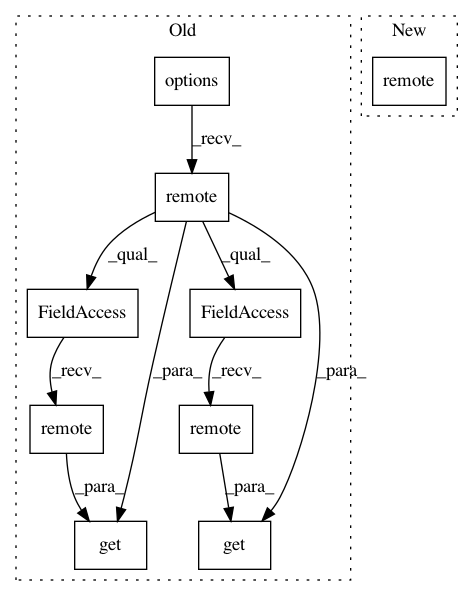 Old
New
options
remote
_recv_
remote
_qual_
_qual_
FieldAccess
FieldAccess
_recv_
_para_
_recv_
_para_
remote
remote
_para_
_para_
get
get